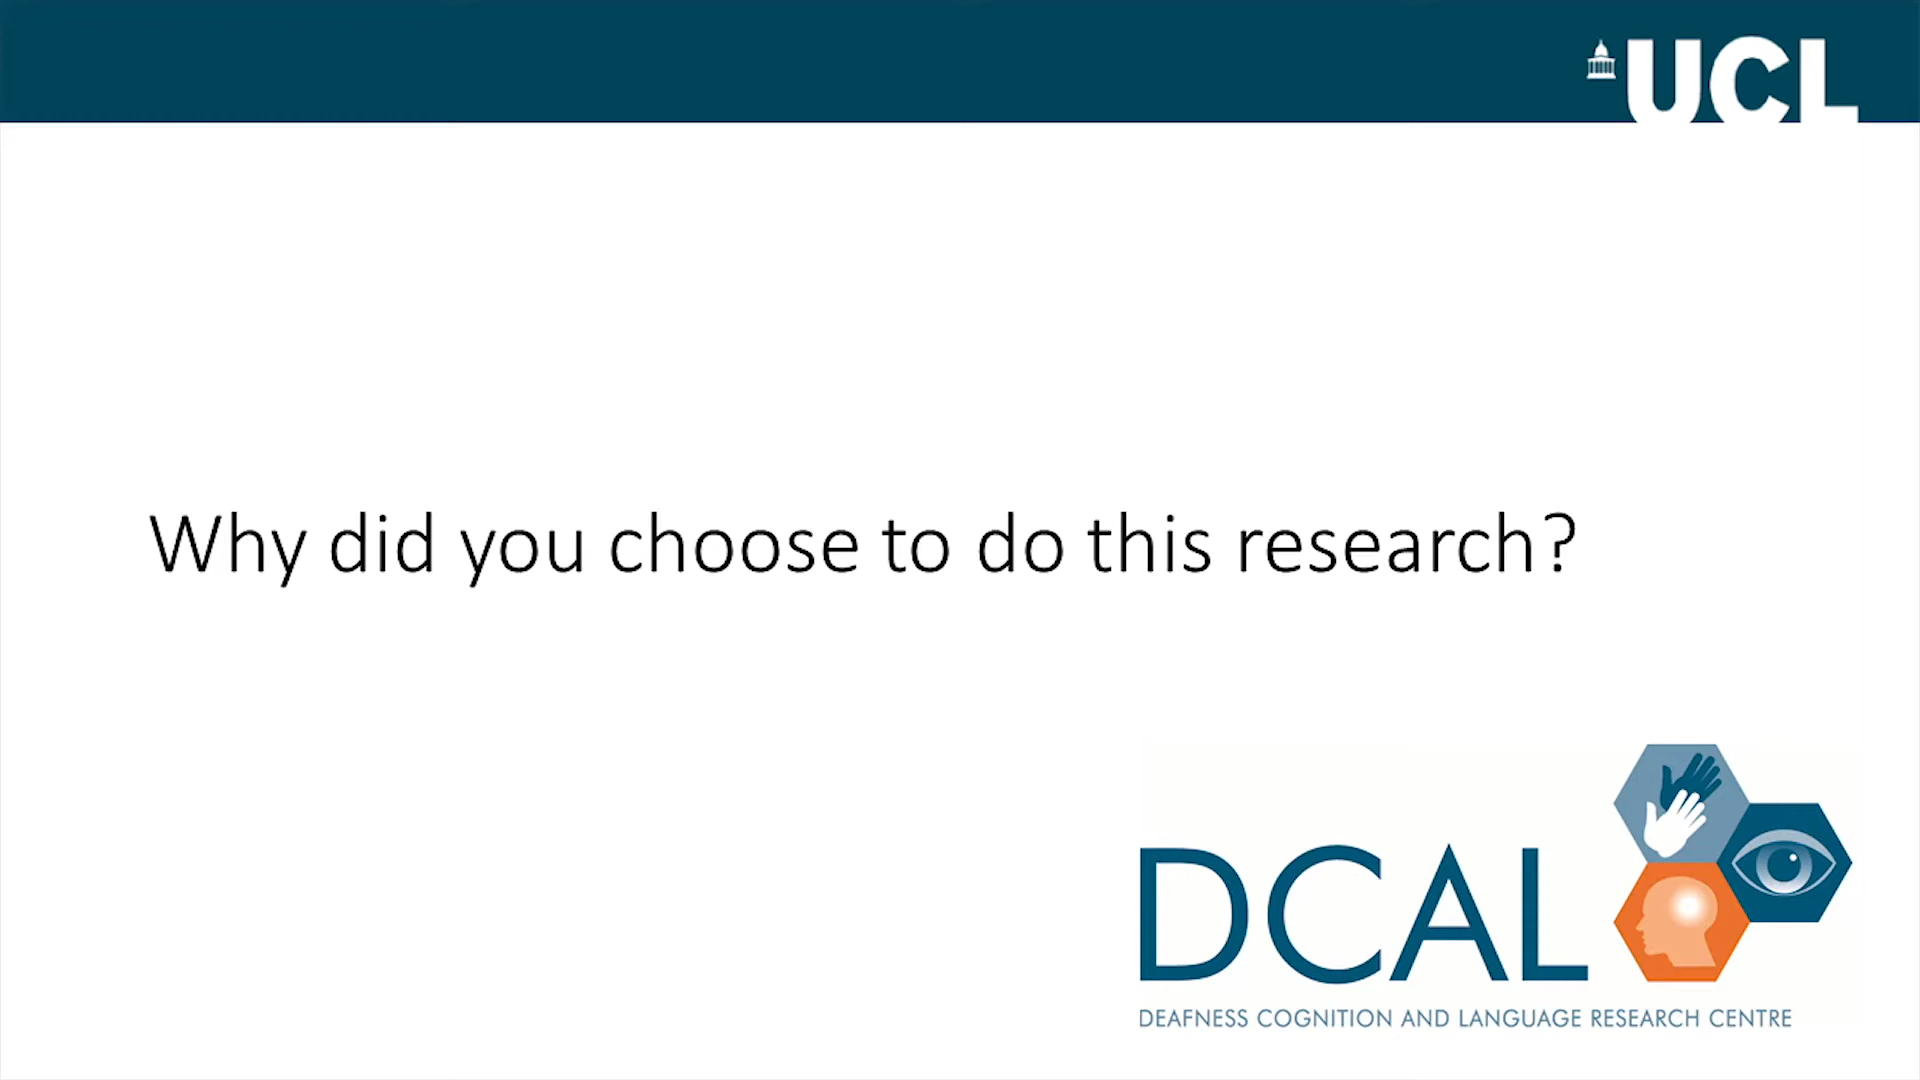 UCL
Why did you choose to do this research?
DCAL
DEAFNESS COGNITION AND LANGUAGE RESEARCH CENTRE